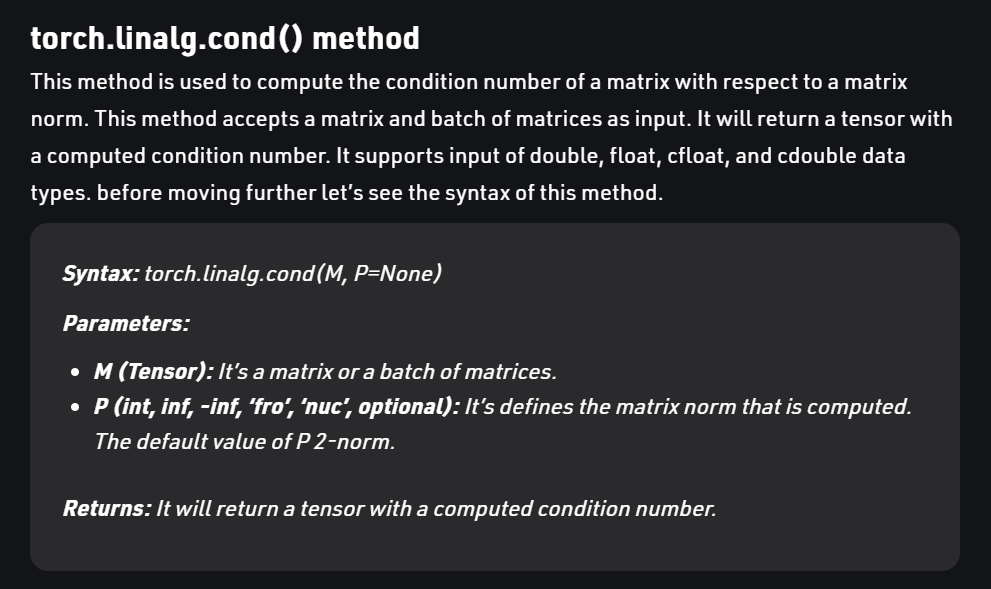 torch.linalg.cond() method
This method is used to compute the condition number of a matrix with respect to a matrix
norm. This method accepts a matrix and batch of matrices as input. It will return a tensor with
a computed condition number. It supports input of double, float, cfloat, and cdouble data
types. before moving further let’s see the syntax of this method.
Syntax: torch.linalg.cond(M, P=None)
Parameters:
• M (Tensor): It’s a matrix or a batch of matrices.
• P (int, inf, -inf, ‘fro’, ‘nuc’, optional): It’s defines the matrix norm that is computed.
The default value of P 2-norm.
Returns: It will return a tensor with a computed condition number.